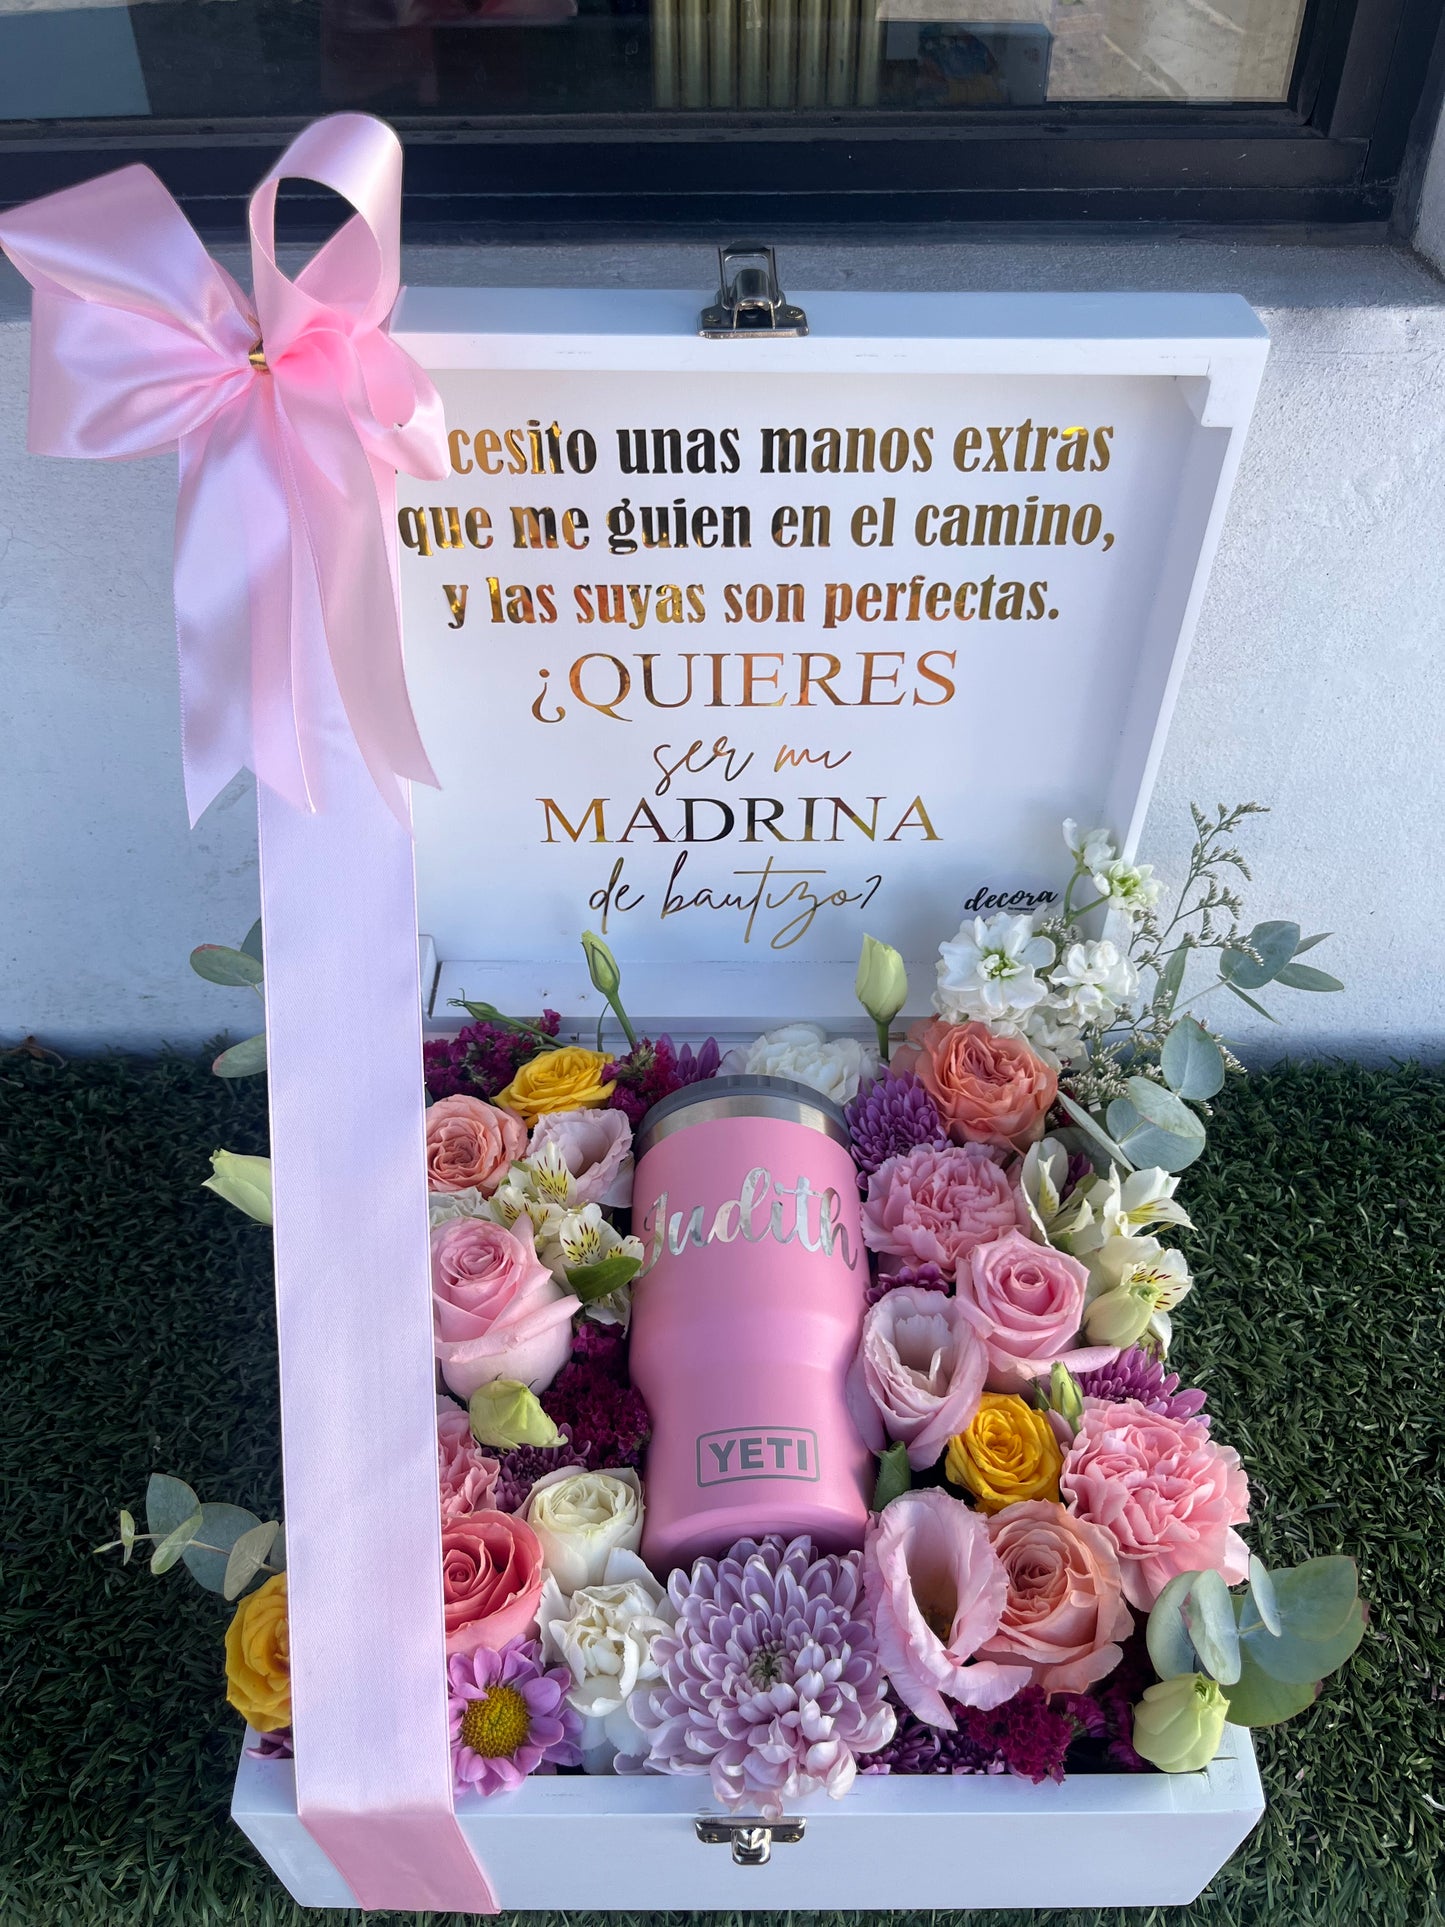 unas manos extras
que me guien en el camino,
y las suyas son perfectas.
¿QUIERES
ser mi
MADRINA
de bautizo?
decora
Judith
YETI